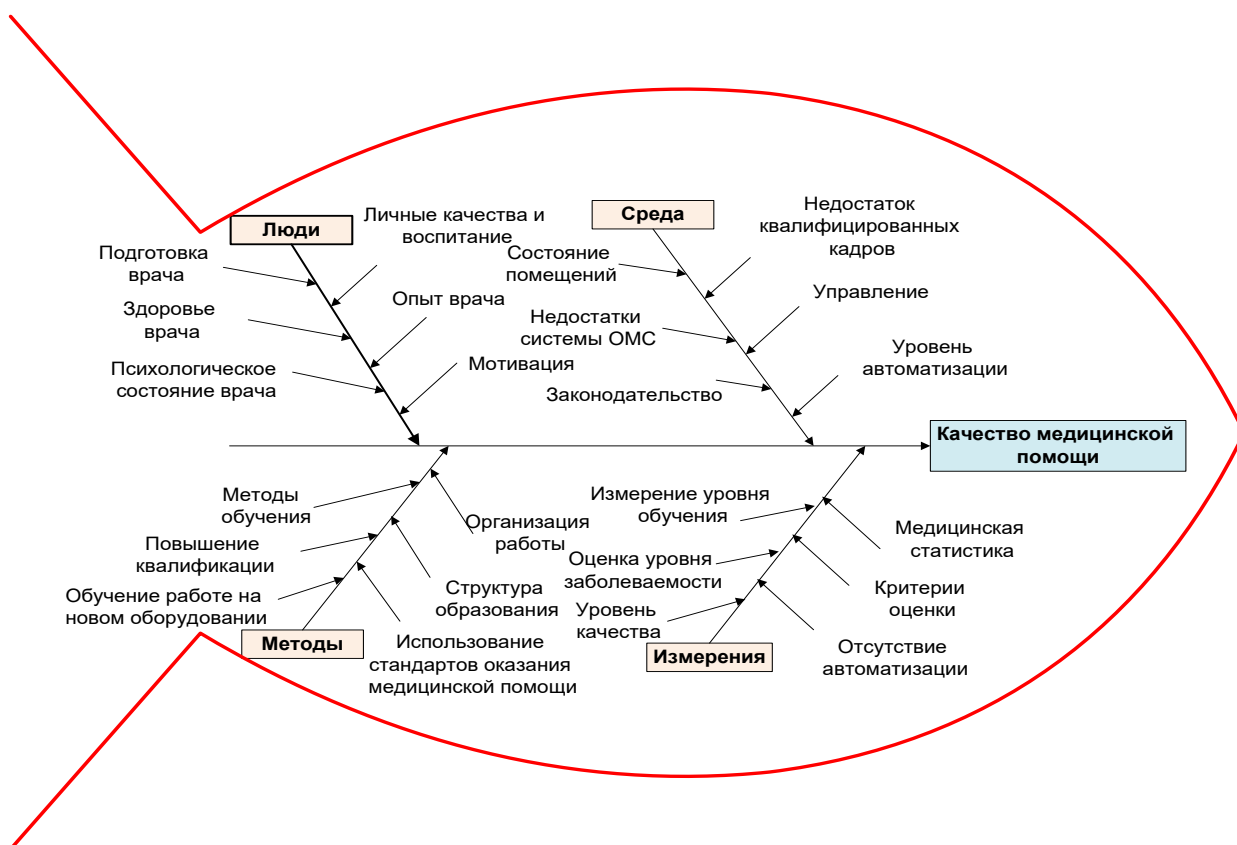 Люди
Личные качества и
воспитание
Подготовка
врача
Здоровье
врача
Опыт врача
Психологическое
состояние врача
Мотивация
Среда
Недостаток
квалифицированных
кадров
Состояние
помещений
Управление
Недостатки
системы ОМС
Уровень
автоматизации
Законодательство
Качество медицинской
помощи
Методы
обучения
Организация
работы
Повышение
квалификации
Структура
образования
Обучение работе на
новом оборудовании
Использование
стандартов оказания
медицинской помощи
Методы
Измерение уровня
обучения
Медицинская
статистика
Оценка уровня
заболеваемости
Критерии
оценки
Уровень
качества
Отсутствие
автоматизации
Измерения